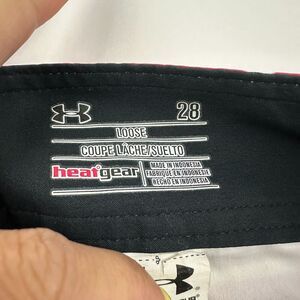 28
LOOSE
COUPE LÂCHE/SUELTO
heatgear
MADE IN INDONESIA
FABRIQUÉ EN INDONÉSIE
HECHO EN INDONESIA